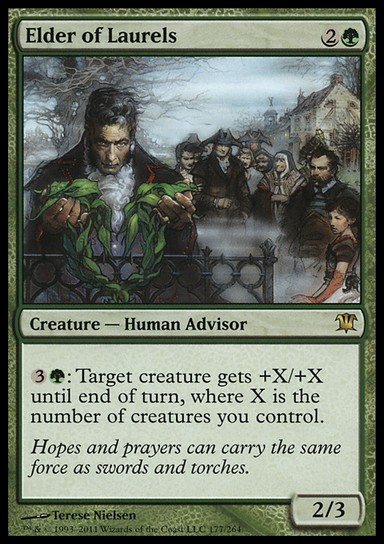 Elder of Laurels 2
Creature — Human Advisor
3 : Target creature gets +X/+X
until end of turn, where X is the
number of creatures you control.
Hopes and prayers can carry the same
force as swords and torches.
Terese Nielsen
™ & © 1993–2011 Wizards of the Coast LLC 177/264
2/3